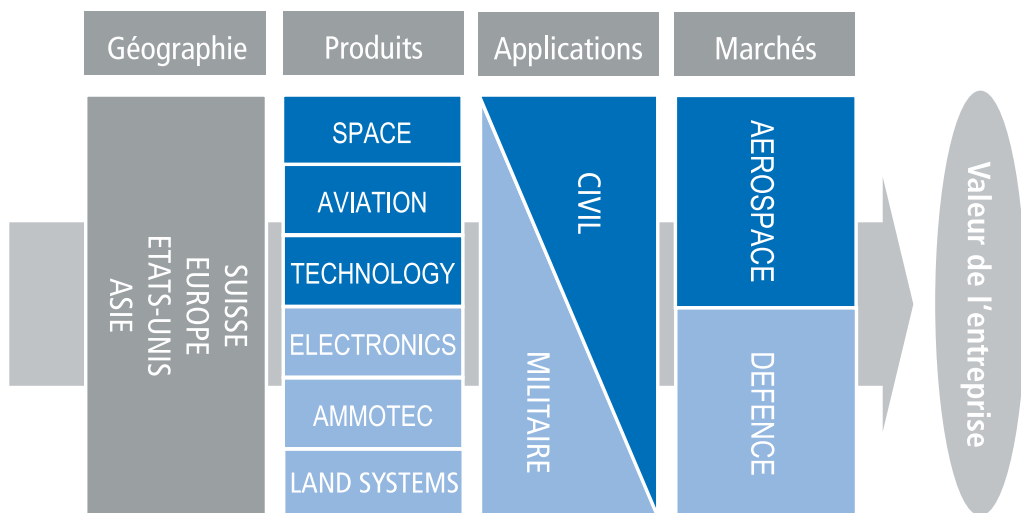 Géographie
Produits
Applications
Marchés
SUISSE
EUROPE
ETATS-UNIS
ASIE
SPACE
AVIATION
TECHNOLOGY
ELECTRONICS
AMMOTEC
LAND SYSTEMS
CIVIL
MILITAIRE
AEROSPACE
DEFENCE
Valeur de l'entreprise